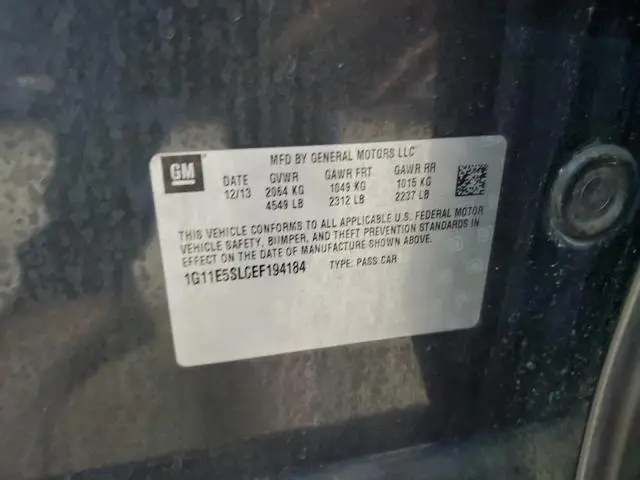 GM
MFD BY GENERAL MOTORS LLC
DATE GVWR GAWR FRT GAWR RR
12/13 2064 KG 1049 KG 1015 KG
4549 LB 2312 LB 2237 LB
THIS VEHICLE CONFORMS TO ALL APPLICABLE U.S. FEDERAL MOTOR
VEHICLE SAFETY, BUMPER, AND THEFT PREVENTION STANDARDS IN
EFFECT ON THE DATE OF MANUFACTURE SHOWN ABOVE.
1G11E5SL6EF194184 TYPE: PASS CAR